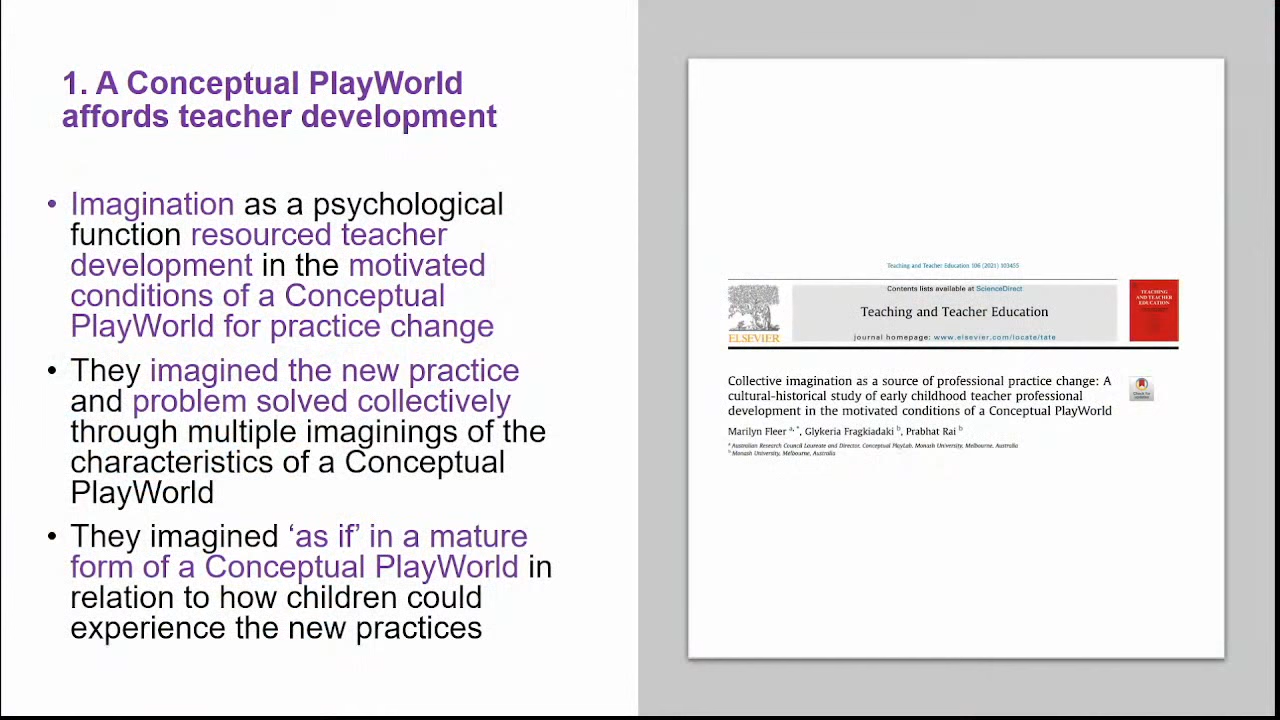 1. A Conceptual PlayWorld
affords teacher development
• Imagination as a psychological
function resourced teacher
development in the motivated
conditions of a Conceptual
PlayWorld for practice change
• They imagined the new practice
and problem solved collectively
through multiple imaginings of the
characteristics of a Conceptual
PlayWorld
• They imagined ‘as if’ in a mature
form of a Conceptual PlayWorld in
relation to how children could
experience the new practices
Teaching and Teacher Education 106 (2021) 103455
Contents lists available at ScienceDirect
Teaching and Teacher Education
journal homepage: www.elsevier.com/locate/tate
ELSEVIER
TEACHING
AND TEACHER
EDUCATION
Collective imagination as a source of professional practice change: A
cultural-historical study of early childhood teacher professional
development in the motivated conditions of a Conceptual PlayWorld
Check for
updates
Marilyn Fleer a, *, Glykeria Fragkiadaki b, Prabhat Rai b
a Australian Research Council Laureate and Director, Conceptual PlayLab, Monash University, Melbourne, Australia
b Monash University, Melbourne, Australia